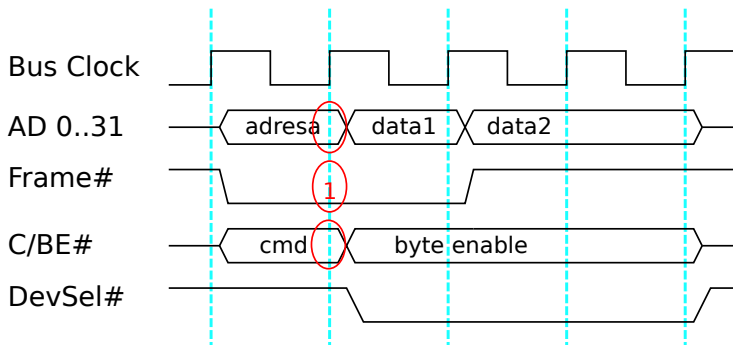 Bus Clock
AD 0..31 adresa data1 data2
Frame# 1
C/BE# cmd byte enable
DevSel#